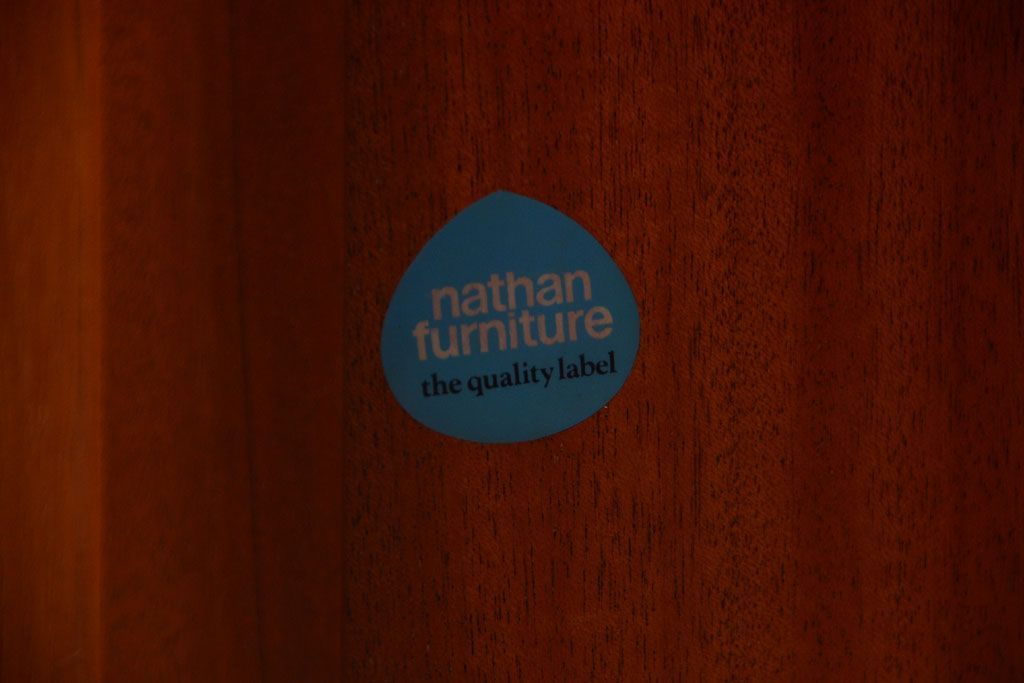 nathan
furniture
the quality label